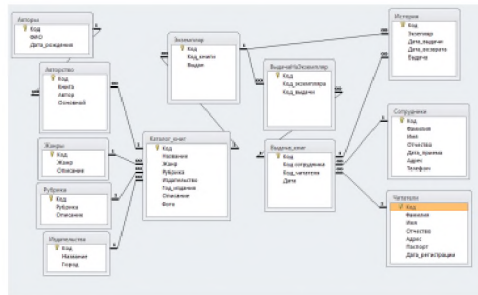 Авторы
Код
ФИО
Дата_рождения
Авторство
Код
Книга
Автор
Основной
Жанры
Код
Жанр
Описание
Рубрика
Код
Рубрика
Описание
Издательства
Код
Название
Город
Экземпляр
Код
Код_книги
Выдан
Каталог_книг
Код
Название
Жанр
Рубрика
Издательство
Год_издания
Описание
Фото
ВыдачаНаЭкземпляр
Код
Код_экземпляра
Код_выдачи
Выдача_книг
Код
Код сотрудника
Код_читателя
Дата
История
Код
Экземпляр
Дата_выдачи
Дата_возврата
Выдача
Сотрудники
Код
Фамилия
Имя
Отчество
Дата_приема
Адрес
Телефон
Читатели
Код
Фамилия
Имя
Отчество
Адрес
Паспорт
Дата_регистрации